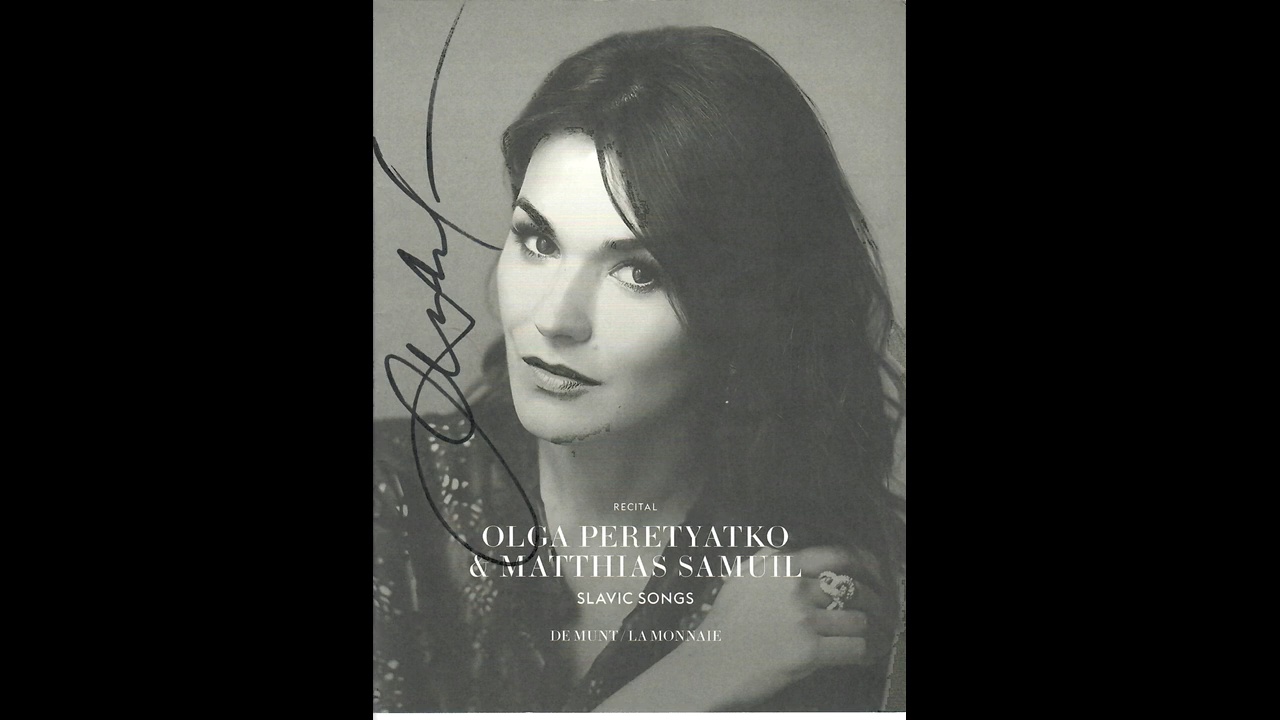 RECITAL
OLGA PERETYATKO
& MATTHIAS SAMUIL
SLAVIC SONGS
DE MUNT / LA MONNAIE